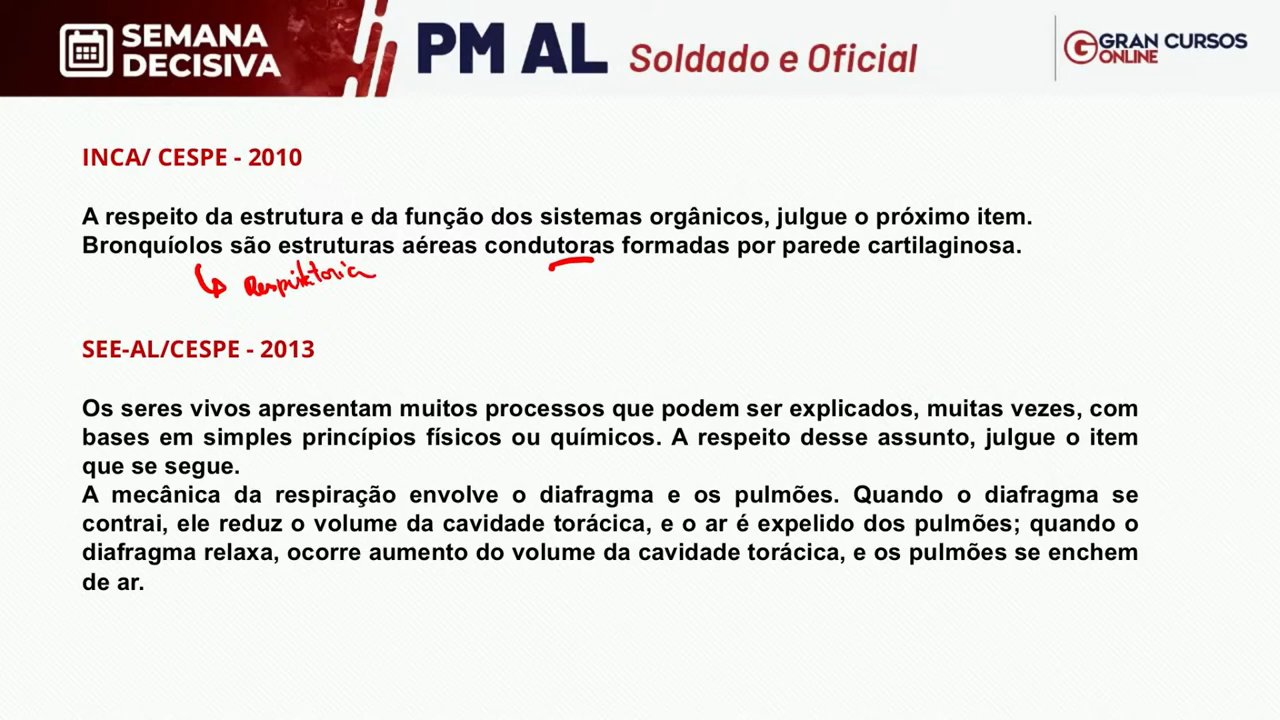 SEMANA
DECISIVA
PM AL Soldado e Oficial
GRAN CURSOS
ONLINE
INCA/ CESPE - 2010
A respeito da estrutura e da função dos sistemas orgânicos, julgue o próximo item.
Bronquíolos são estruturas aéreas condutoras formadas por parede cartilaginosa.
SEE-AL/CESPE - 2013
Os seres vivos apresentam muitos processos que podem ser explicados, muitas vezes, com
bases em simples princípios físicos ou químicos. A respeito desse assunto, julgue o item
que se segue.
A mecânica da respiração envolve o diafragma e os pulmões. Quando o diafragma se
contrai, ele reduz o volume da cavidade torácica, e o ar é expelido dos pulmões; quando o
diafragma relaxa, ocorre aumento do volume da cavidade torácica, e os pulmões se enchem
de ar.